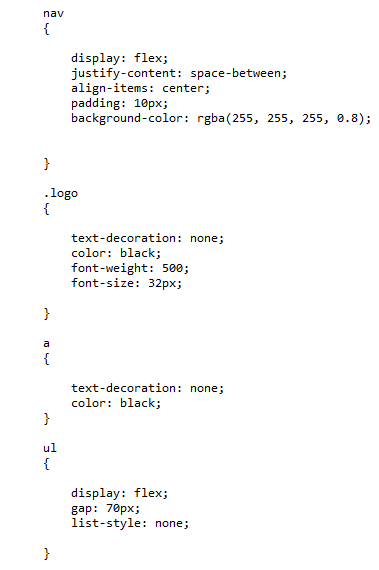 nav
{
display: flex;
justify-content: space-between;
align-items: center;
padding: 10px;
background-color: rgba(255, 255, 255, 0.8);
}
.logo
{
text-decoration: none;
color: black;
font-weight: 500;
font-size: 32px;
}
a
{
text-decoration: none;
color: black;
}
ul
{
display: flex;
gap: 70px;
list-style: none;
}